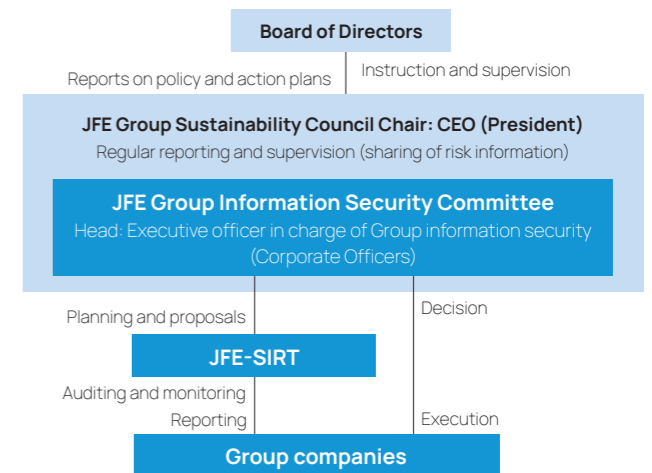 Board of Directors
Reports on policy and action plans
Instruction and supervision
JFE Group Sustainability Council Chair: CEO (President)
Regular reporting and supervision (sharing of risk information)
JFE Group Information Security Committee
Head: Executive officer in charge of Group information security
(Corporate Officers)
Planning and proposals
Decision
JFE-SIRT
Auditing and monitoring
Reporting
Execution
Group companies